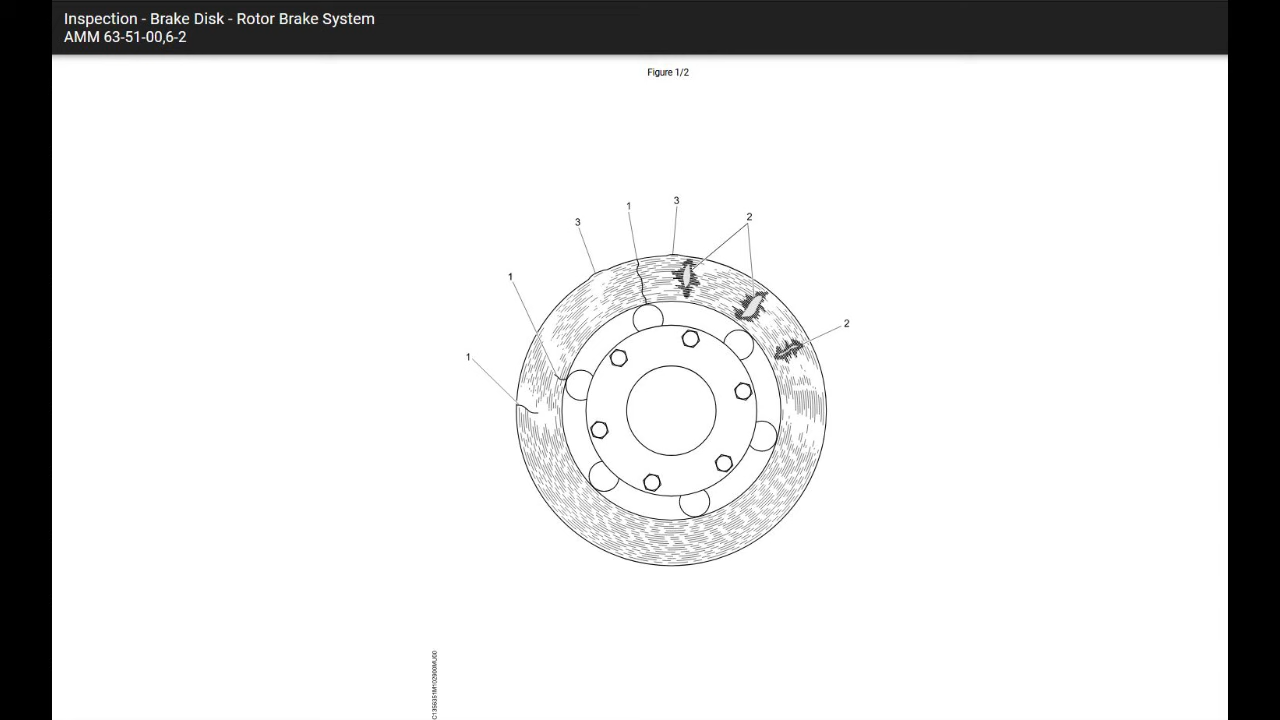 Inspection - Brake Disk - Rotor Brake System
AMM 63-51-00,6-2
Figure 1/2
3
1
3
2
1
2
1